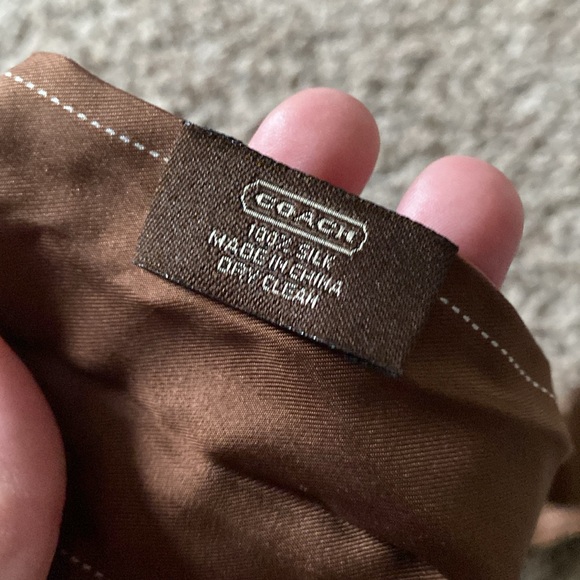 COACH
100% SILK
MADE IN CHINA
DRY CLEAN